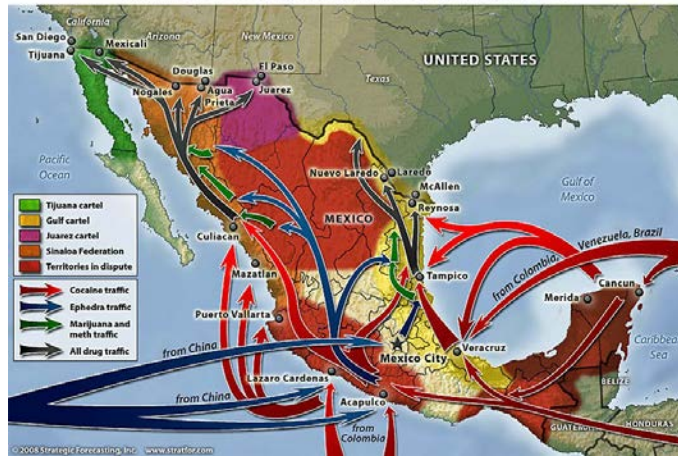 California
San Diego
Tijuana
Mexicali
Arizona
New Mexico
UNITED STATES
Texas
Douglas
El Paso
Nogales
Agua
Prieta
Juarez
Pacific
Ocean
Nuevo Laredo
Laredo
McAllen
Reynosa
Gulf of
Mexico
MEXICO
Tijuana cartel
Gulf cartel
Juarez cartel
Sinaloa Federation
Territories in dispute
Culiacan
Mazatlan
Tampico
from Colombia, Venezuela, Brazil
Cancun
Merida
Cocaine traffic
Ephedra traffic
Marijuana and
meth traffic
All drug traffic
Puerto Vallarta
Mexico City
Veracruz
Caribbean
Sea
from China
Lazaro Cardenas
BELIZE
from China
Acapulco
from
Colombia
GUATEMALA
HONDURAS
© 2008 Strategic Forecasting, Inc. www.stratfor.com